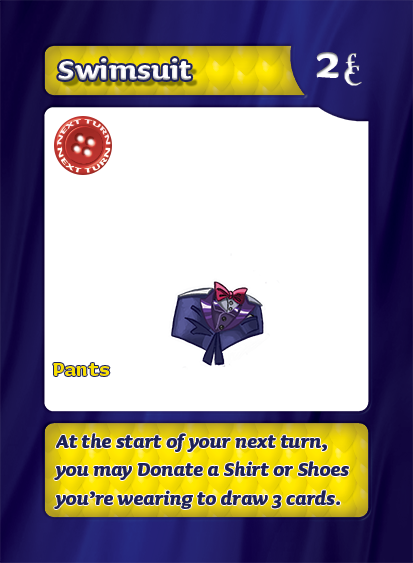 Swimsuit
2
NEXT TURN
NEXT TURN
Pants
At the start of your next turn,
you may Donate a Shirt or Shoes
you're wearing to draw 3 cards.